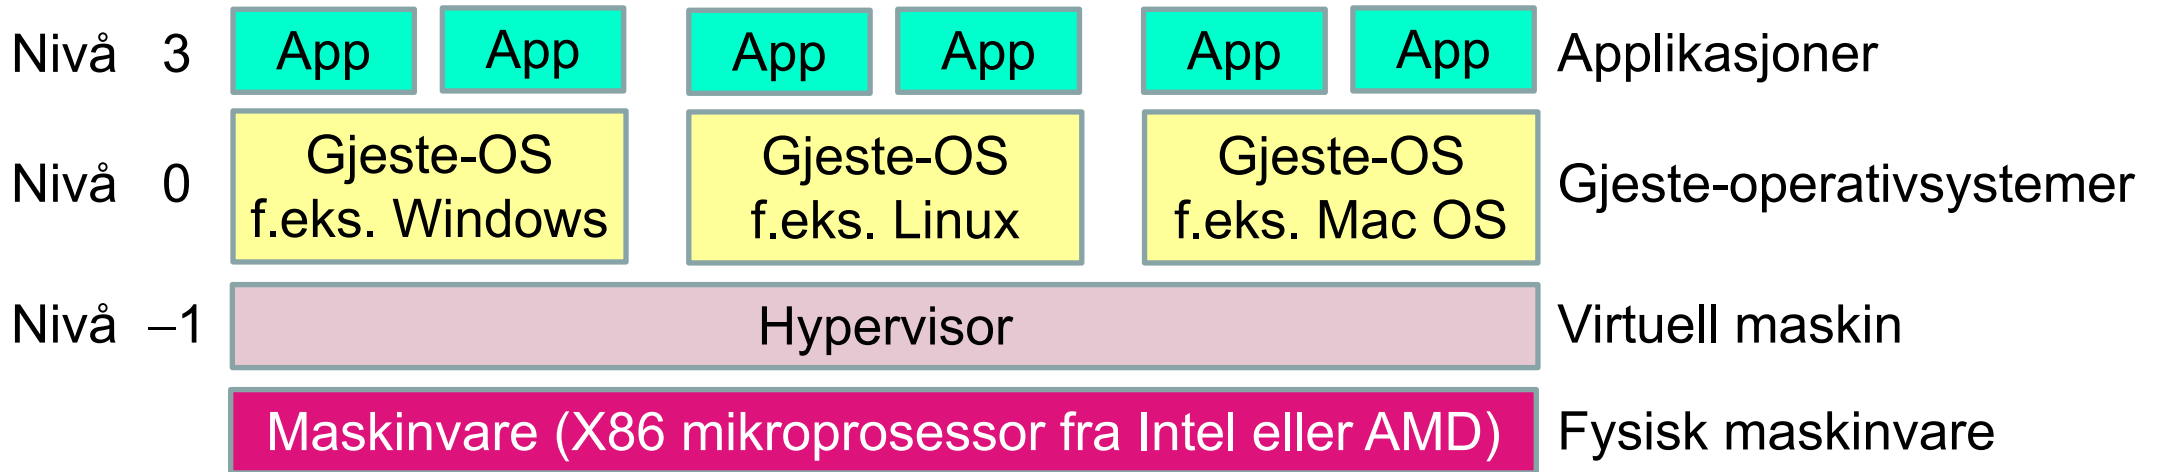 Nivå 3 App App App App App App Applikasjoner
Nivå 0 Gjeste-OS f.eks. Windows Gjeste-OS f.eks. Linux Gjeste-OS f.eks. Mac OS Gjeste-operativsystemer
Nivå –1 Hypervisor Virtuell maskin
Maskinvare (X86 mikroprosessor fra Intel eller AMD) Fysisk maskinvare